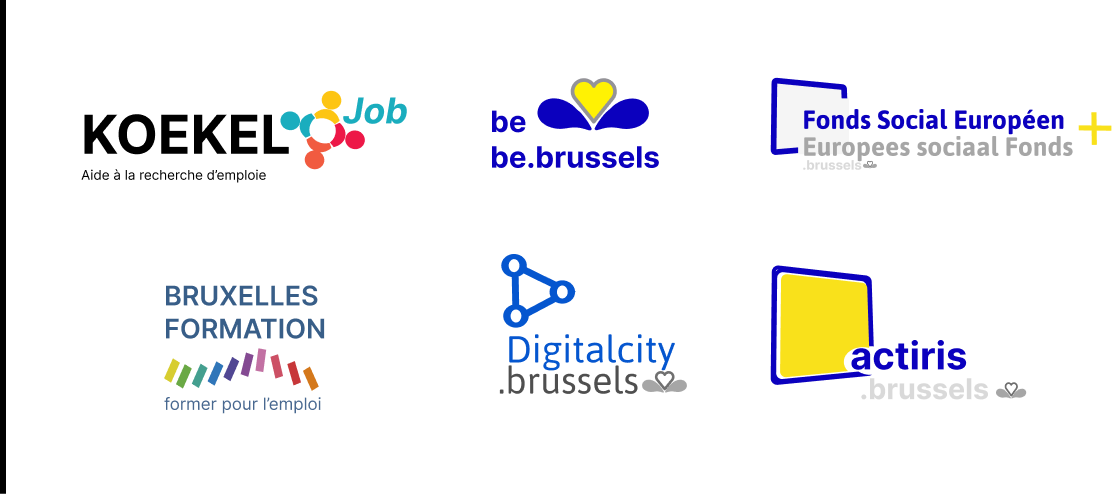 KOEKEL Job
Aide à la recherche d’emploie
be
be.brussels
Fonds Social Européen
Europees sociaal Fonds
.brussels
BRUXELLES
FORMATION
former pour l’emploi
Digitalcity
.brussels
actiris
.brussels